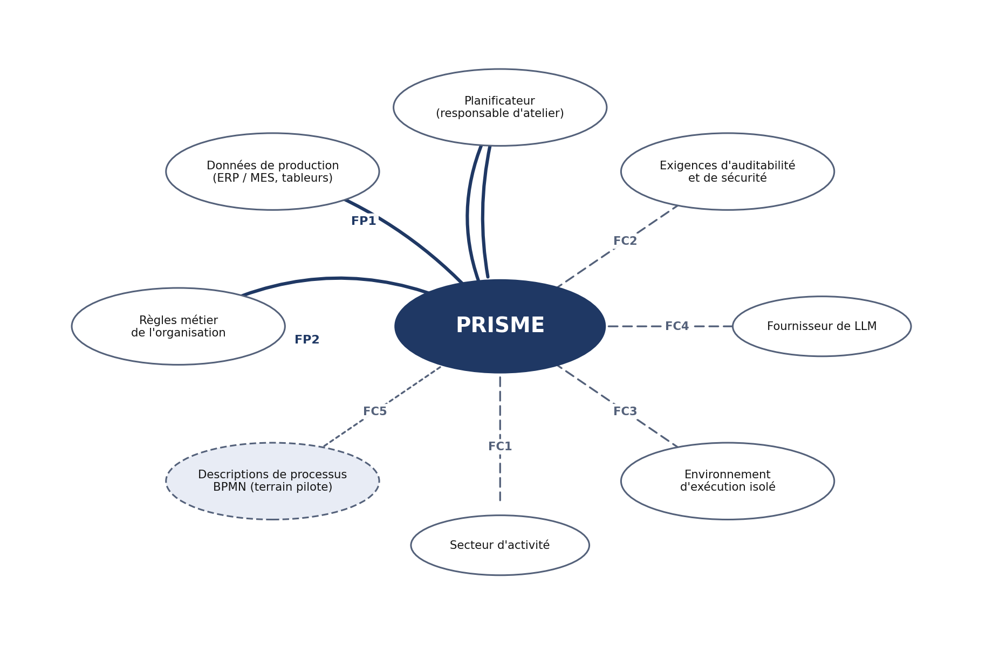 Planificateur
(responsable d'atelier)
Données de production
(ERP / MES, tableurs)
Exigences d'auditabilité
et de sécurité
FP1
FC2
Règles métier
de l'organisation
FP2
PRISME
FC4
Fournisseur de LLM
FC5
FC1
FC3
Descriptions de processus
BPMN (terrain pilote)
Environnement
d'exécution isolé
Secteur d'activité